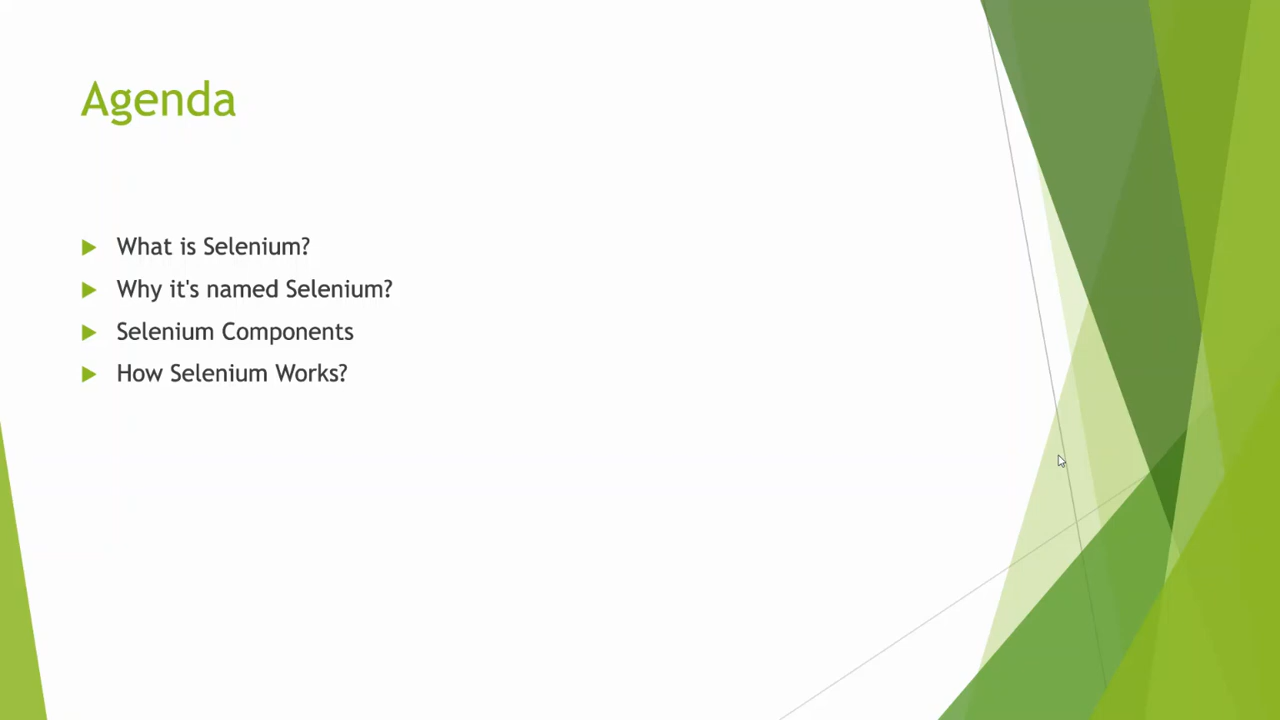 Agenda
What is Selenium?
Why it's named Selenium?
Selenium Components
How Selenium Works?